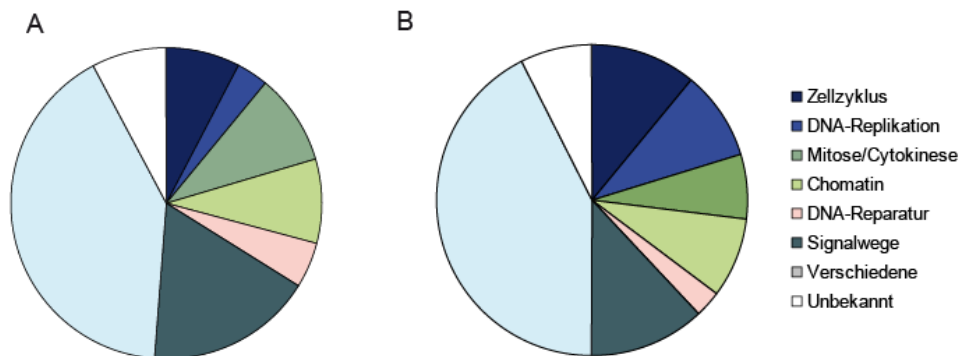 A
B
Zellzyklus
DNA-Replikation
Mitose/Cytokinese
Chomatin
DNA-Reparatur
Signalwege
Verschiedene
Unbekannt